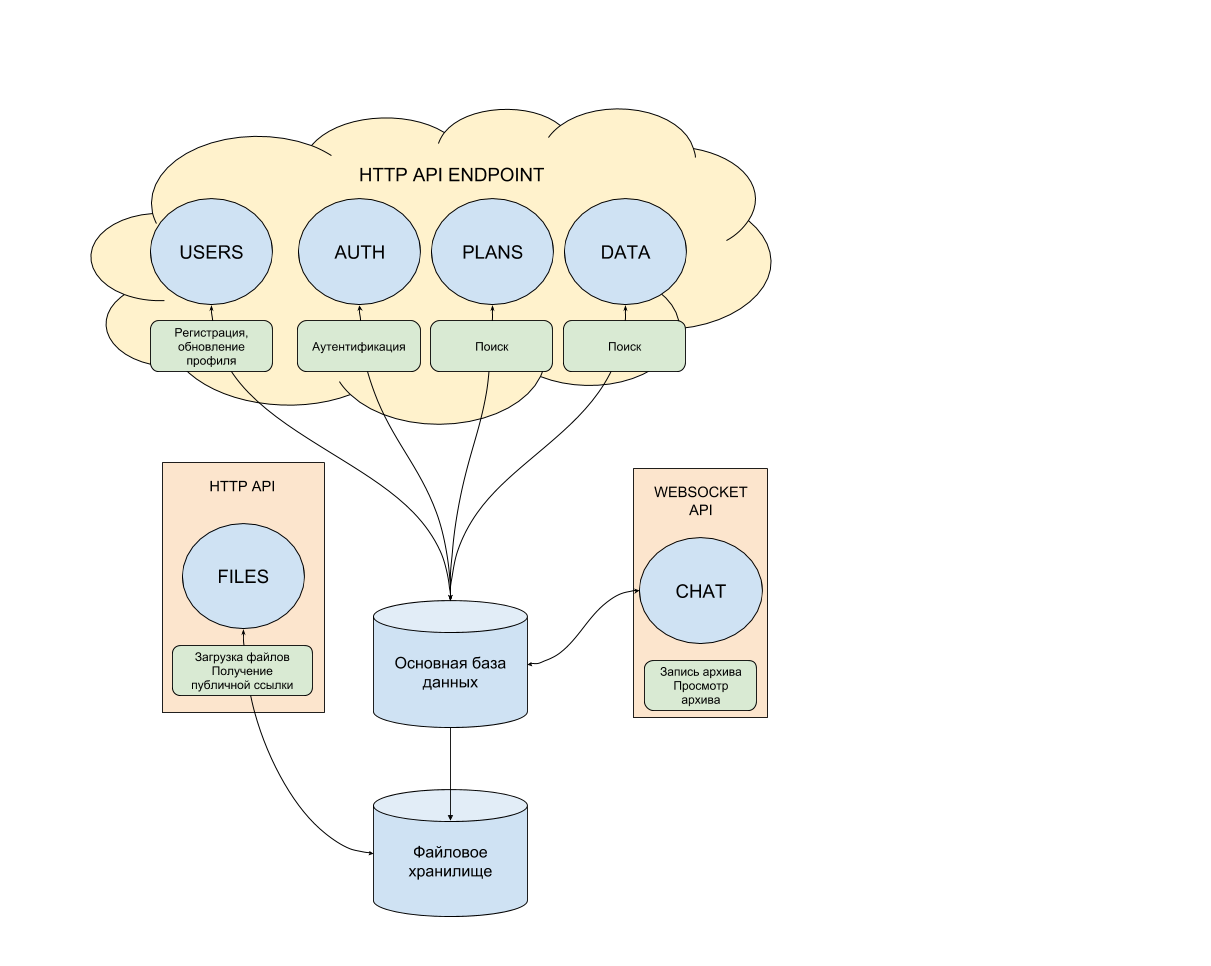 HTTP API ENDPOINT
USERS
AUTH
PLANS
DATA
Регистрация,
обновление
профиля
Аутентификация
Поиск
Поиск
HTTP API
FILES
Загрузка файлов
Получение
публичной ссылки
WEBSOCKET
API
CHAT
Запись архива
Просмотр
архива
Основная база
данных
Файловое
хранилище